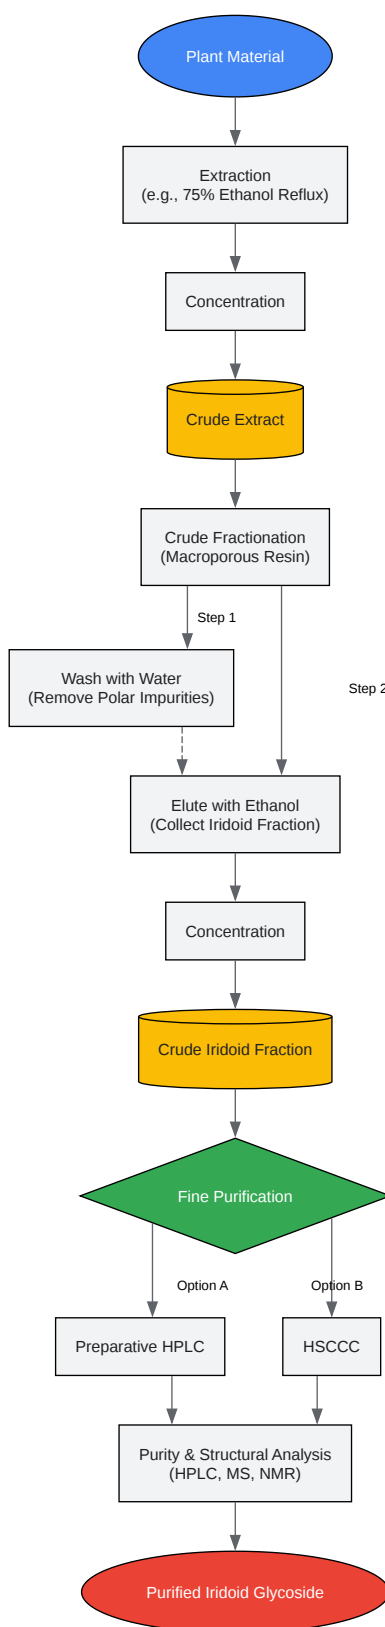 Plant Material
Extraction
(e.g., 75% Ethanol Reflux)
Concentration
Crude Extract
Crude Fractionation
(Macroporous Resin)
Step 1
Wash with Water
(Remove Polar Impurities)
Step 2
Elute with Ethanol
(Collect Iridoid Fraction)
Concentration
Crude Iridoid Fraction
Fine Purification
Option A
Option B
Preparative HPLC
HSCCC
Purity & Structural Analysis
(HPLC, MS, NMR)
Purified Iridoid Glycoside